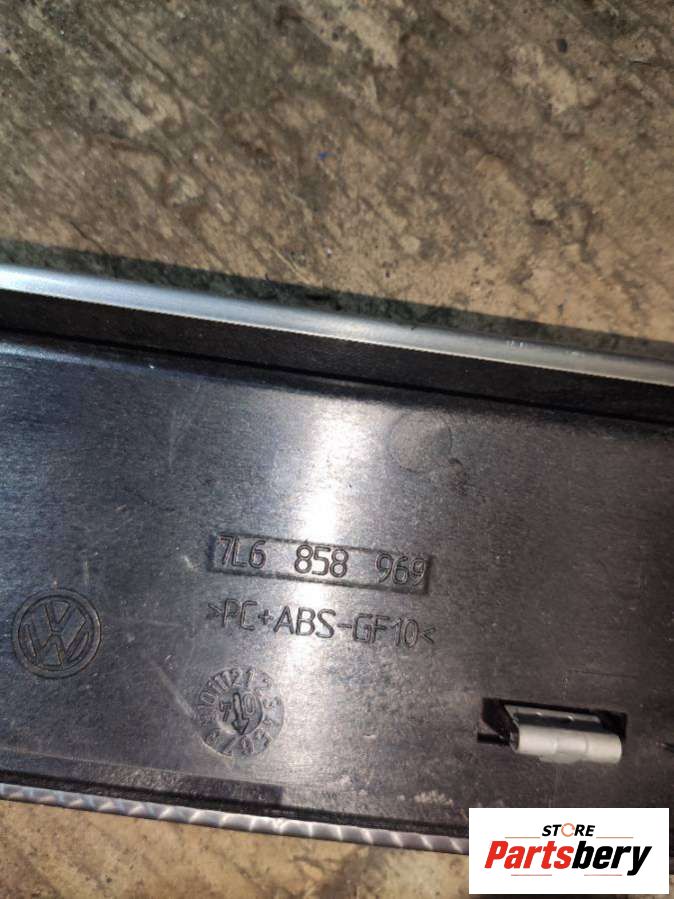 7L6 858 969
>PC+ABS-GF10<
STORE
Partsbery